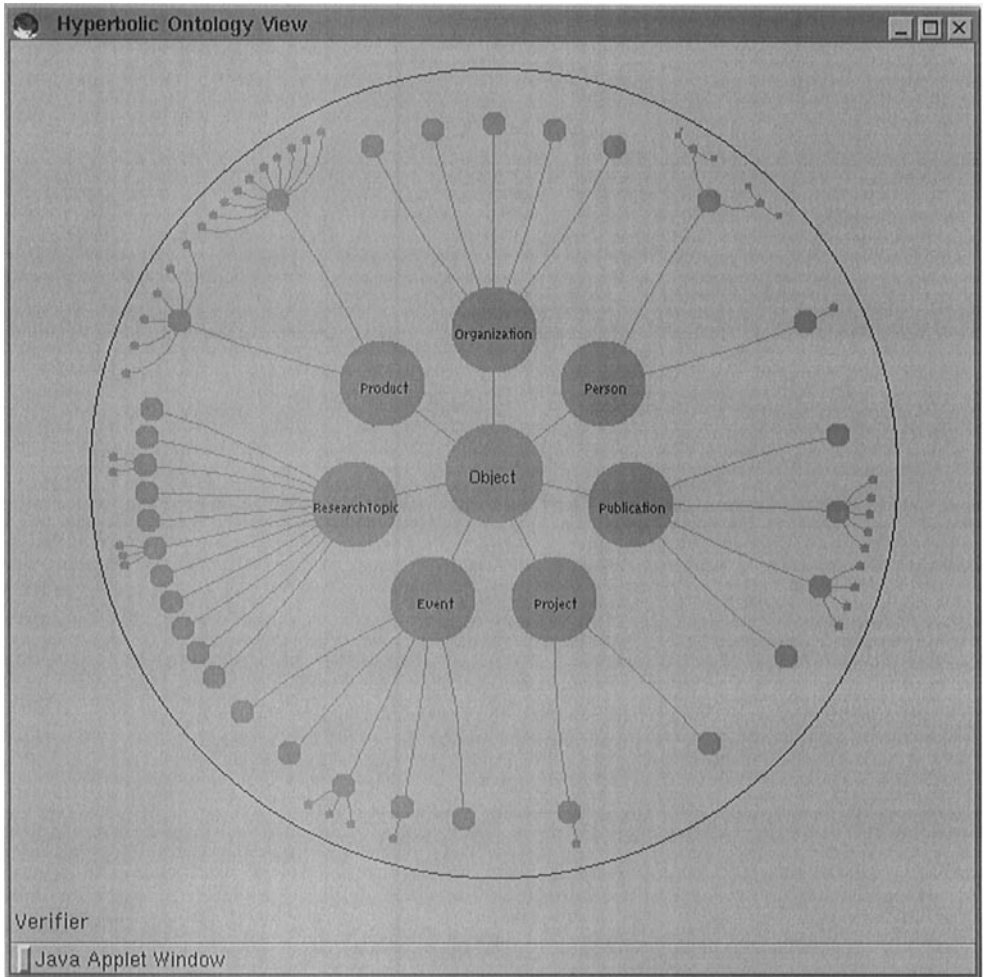 Hyperbolic Ontology View
Organization
Product
Person
Object
ResearchTopic
Publication
Event
Project
Verifier
Java Applet Window